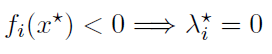 f_i(x^⋆) < 0 ⟹ λ_i^⋆ = 0